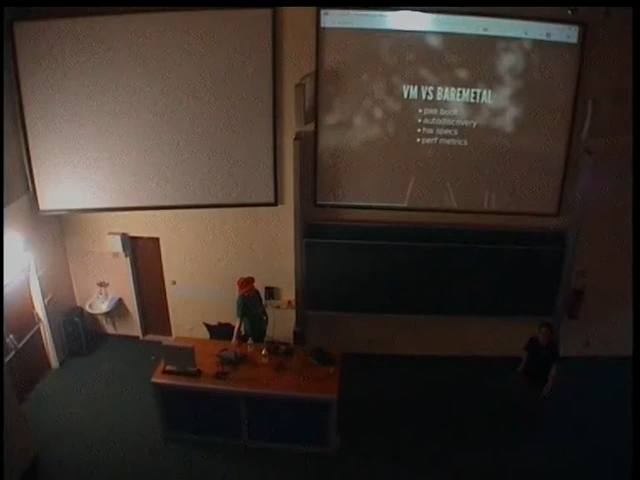 VM VS BAREMETAL
• pxe boot
• autodiscovery
• hw specs
• perf metrics